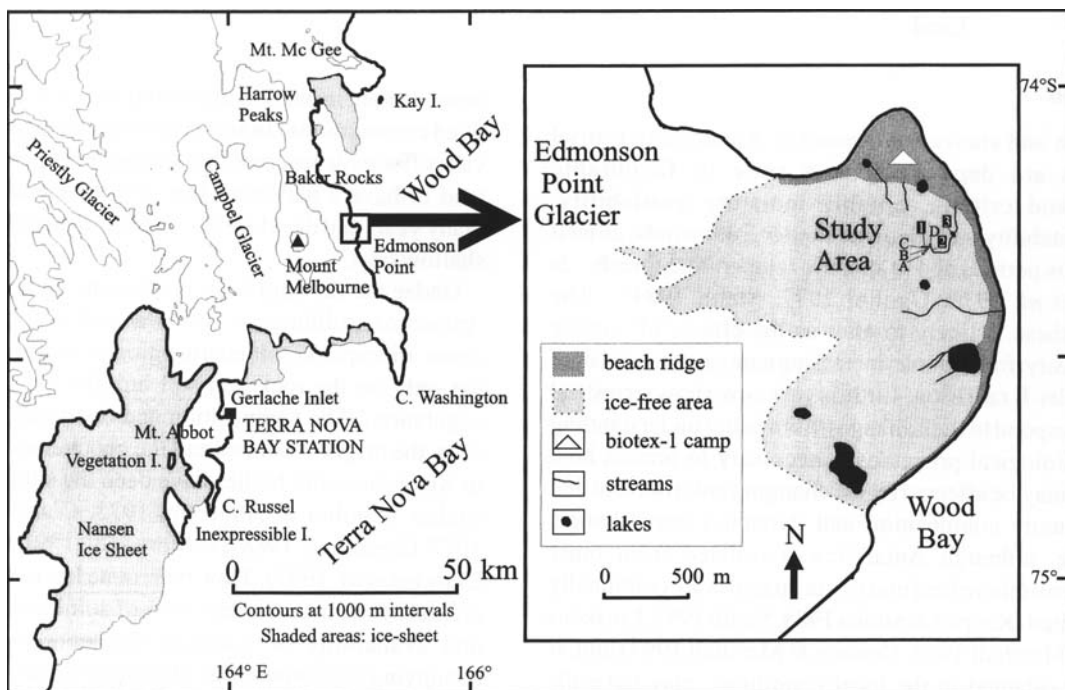 Mt. Mc Gee
Harrow
Peaks
Kay I.
Priestly Glacier
Campbel Glacier
Baker Rocks
Wood Bay
Edmonson
Point
Mount
Melbourne
C. Washington
Gerlache Inlet
TERRA NOVA
BAY STATION
Mt. Abbot
Vegetation I.
C. Russel
Inexpressible I.
Nansen
Ice Sheet
Terra Nova
Bay
0 50 km
Contours at 1000 m intervals
Shaded areas: ice-sheet
164° E 166°
74°S
75°
Edmonson
Point
Glacier
Study
Area
1
D
3
2
C
B
A
beach ridge
ice-free area
biotex-1 camp
streams
lakes
Wood
Bay
N
0 500 m